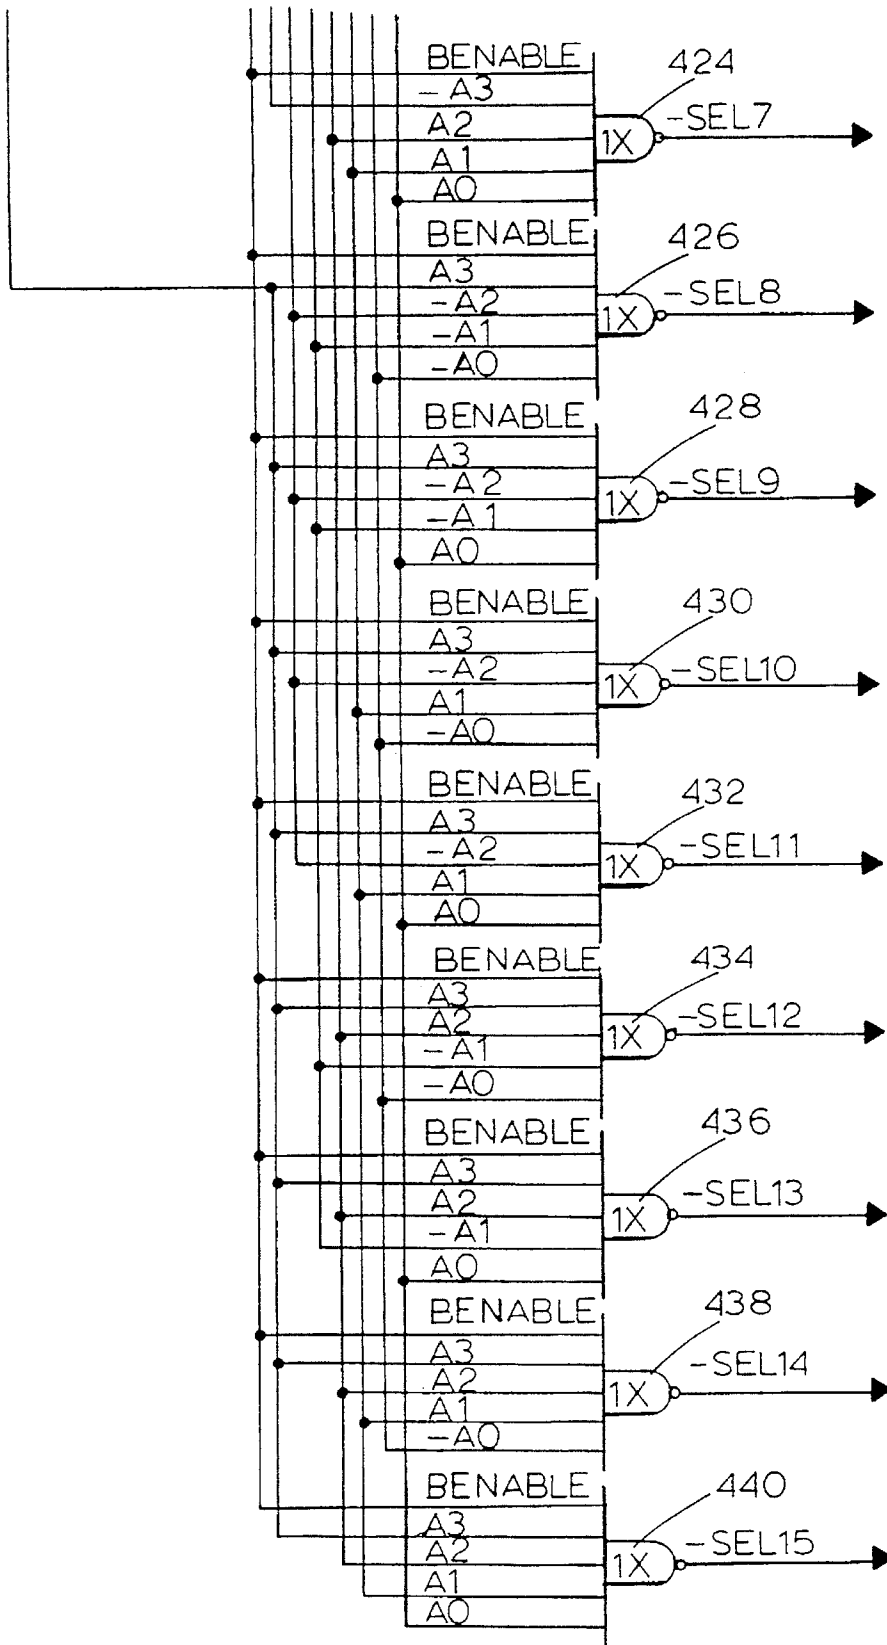 BENABLE
424
-A3
-SEL7
A2
1X
A1
A0
BENABLE
426
A3
-SEL8
-A2
1X
-A1
-A0
BENABLE
428
A3
-SEL9
-A2
1X
-A1
A0
BENABLE
430
A3
-SEL10
-A2
1X
A1
-A0
BENABLE
432
A3
-SEL11
-A2
1X
A1
A0
BENABLE
434
A3
-SEL12
A2
1X
-A1
-A0
BENABLE
436
A3
-SEL13
A2
1X
-A1
A0
BENABLE
438
A3
-SEL14
A2
1X
A1
-A0
BENABLE
440
A3
-SEL15
A2
1X
A1
A0